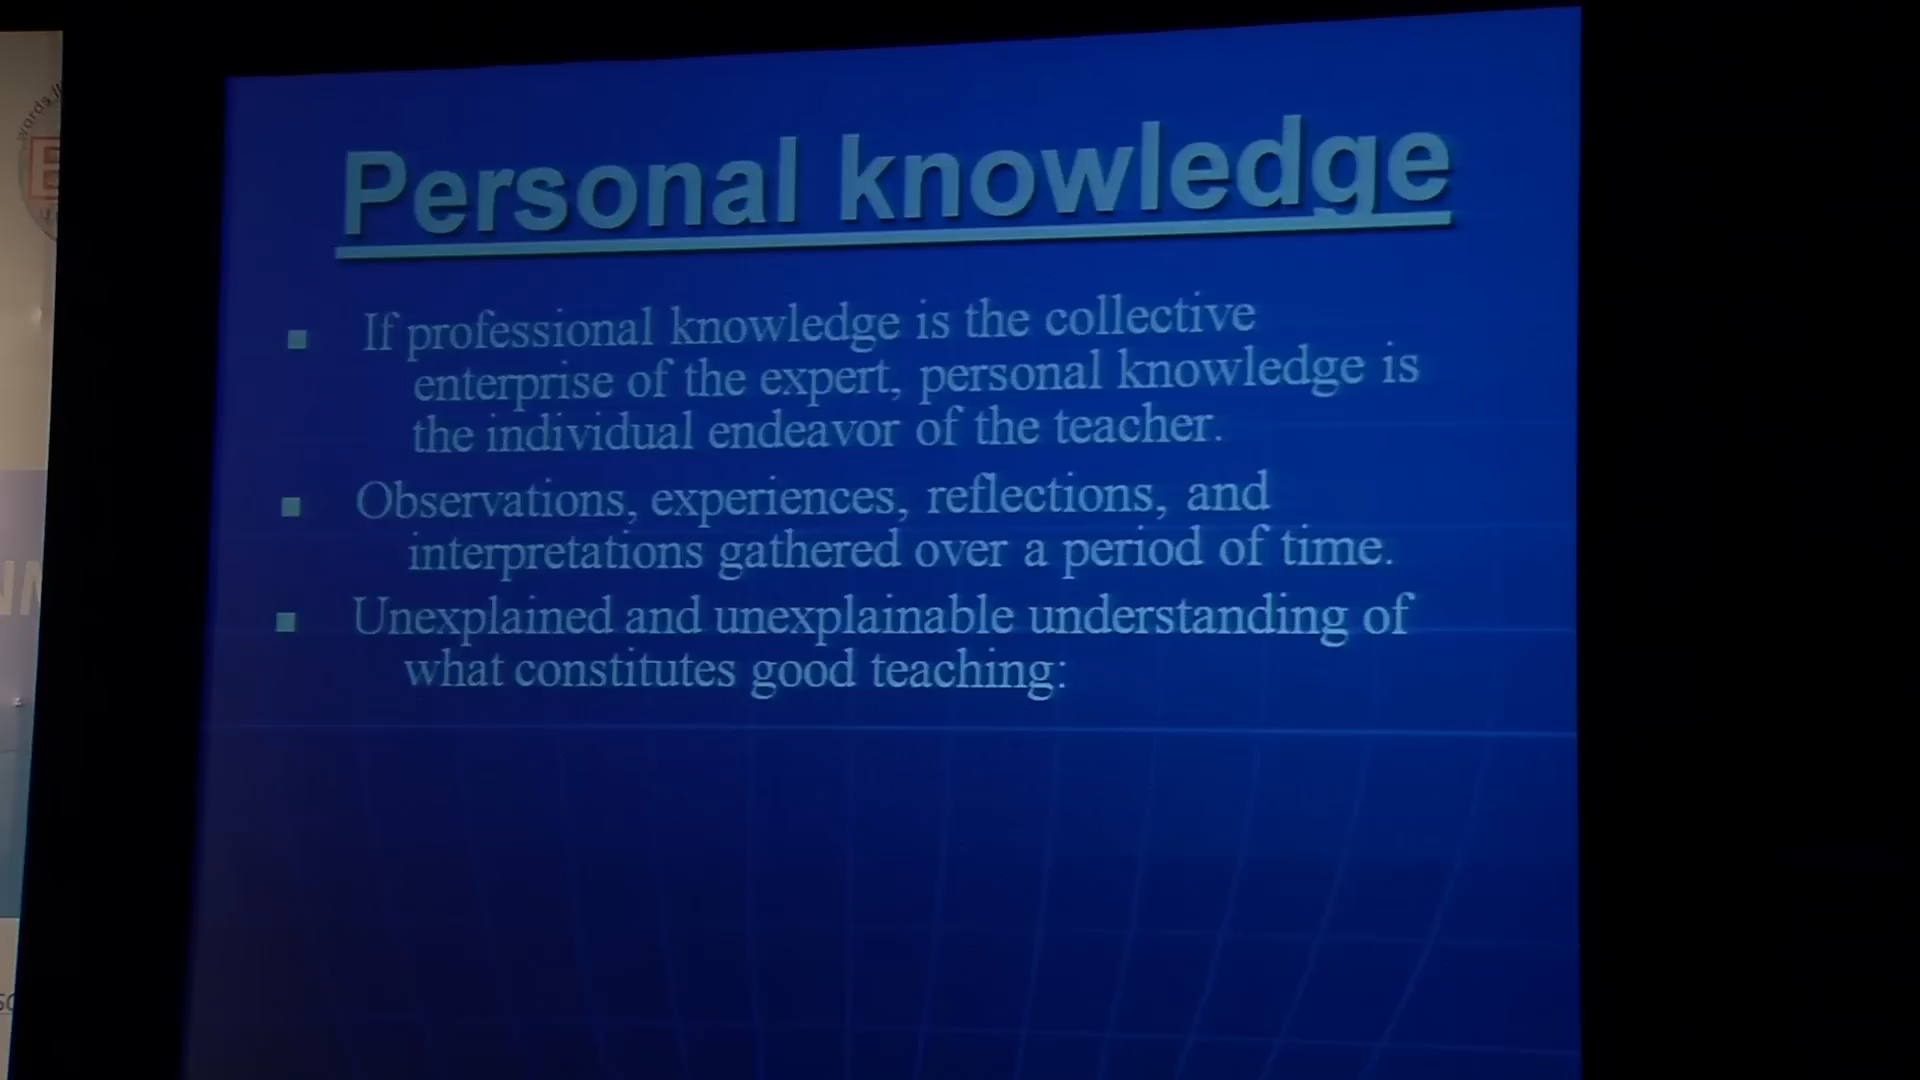 words
Personal knowledge
If professional knowledge is the collective
enterprise of the expert, personal knowledge is
the individual endeavor of the teacher.
Observations, experiences, reflections, and
interpretations gathered over a period of time.
Unexplained and unexplainable understanding of
what constitutes good teaching: